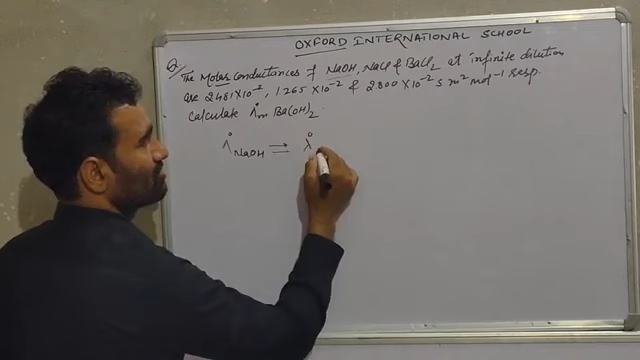 OXFORD INTERNATIONAL SCHOOL
Q/ The Molar Conductances of NaOH, NaCl & BaCl₂ at infinite dilution
are 2.481×10⁻², 1.265×10⁻² & 2.800×10⁻² S m² mol⁻¹ resp.
Calculate Λ°m Ba(OH)₂.
Λ°NaOH ⇌ λ°